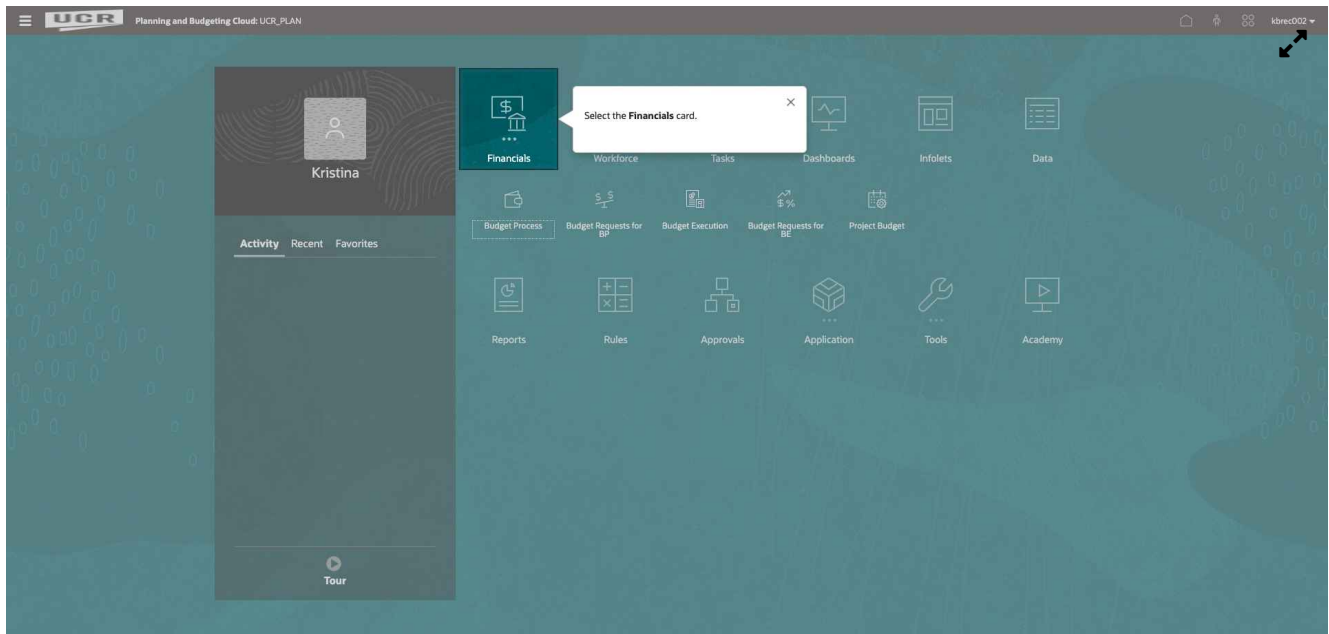 UCR Planning and Budgeting Cloud: UCR_PLAN kbrec002
Kristina
Activity Recent Favorites
Tour
Select the Financials card.
Financials Workforce Tasks Dashboards Infolets Data
Budget Process Budget Requests for BP Budget Execution Budget Requests for BE Project Budget
Reports Rules Approvals Application Tools Academy